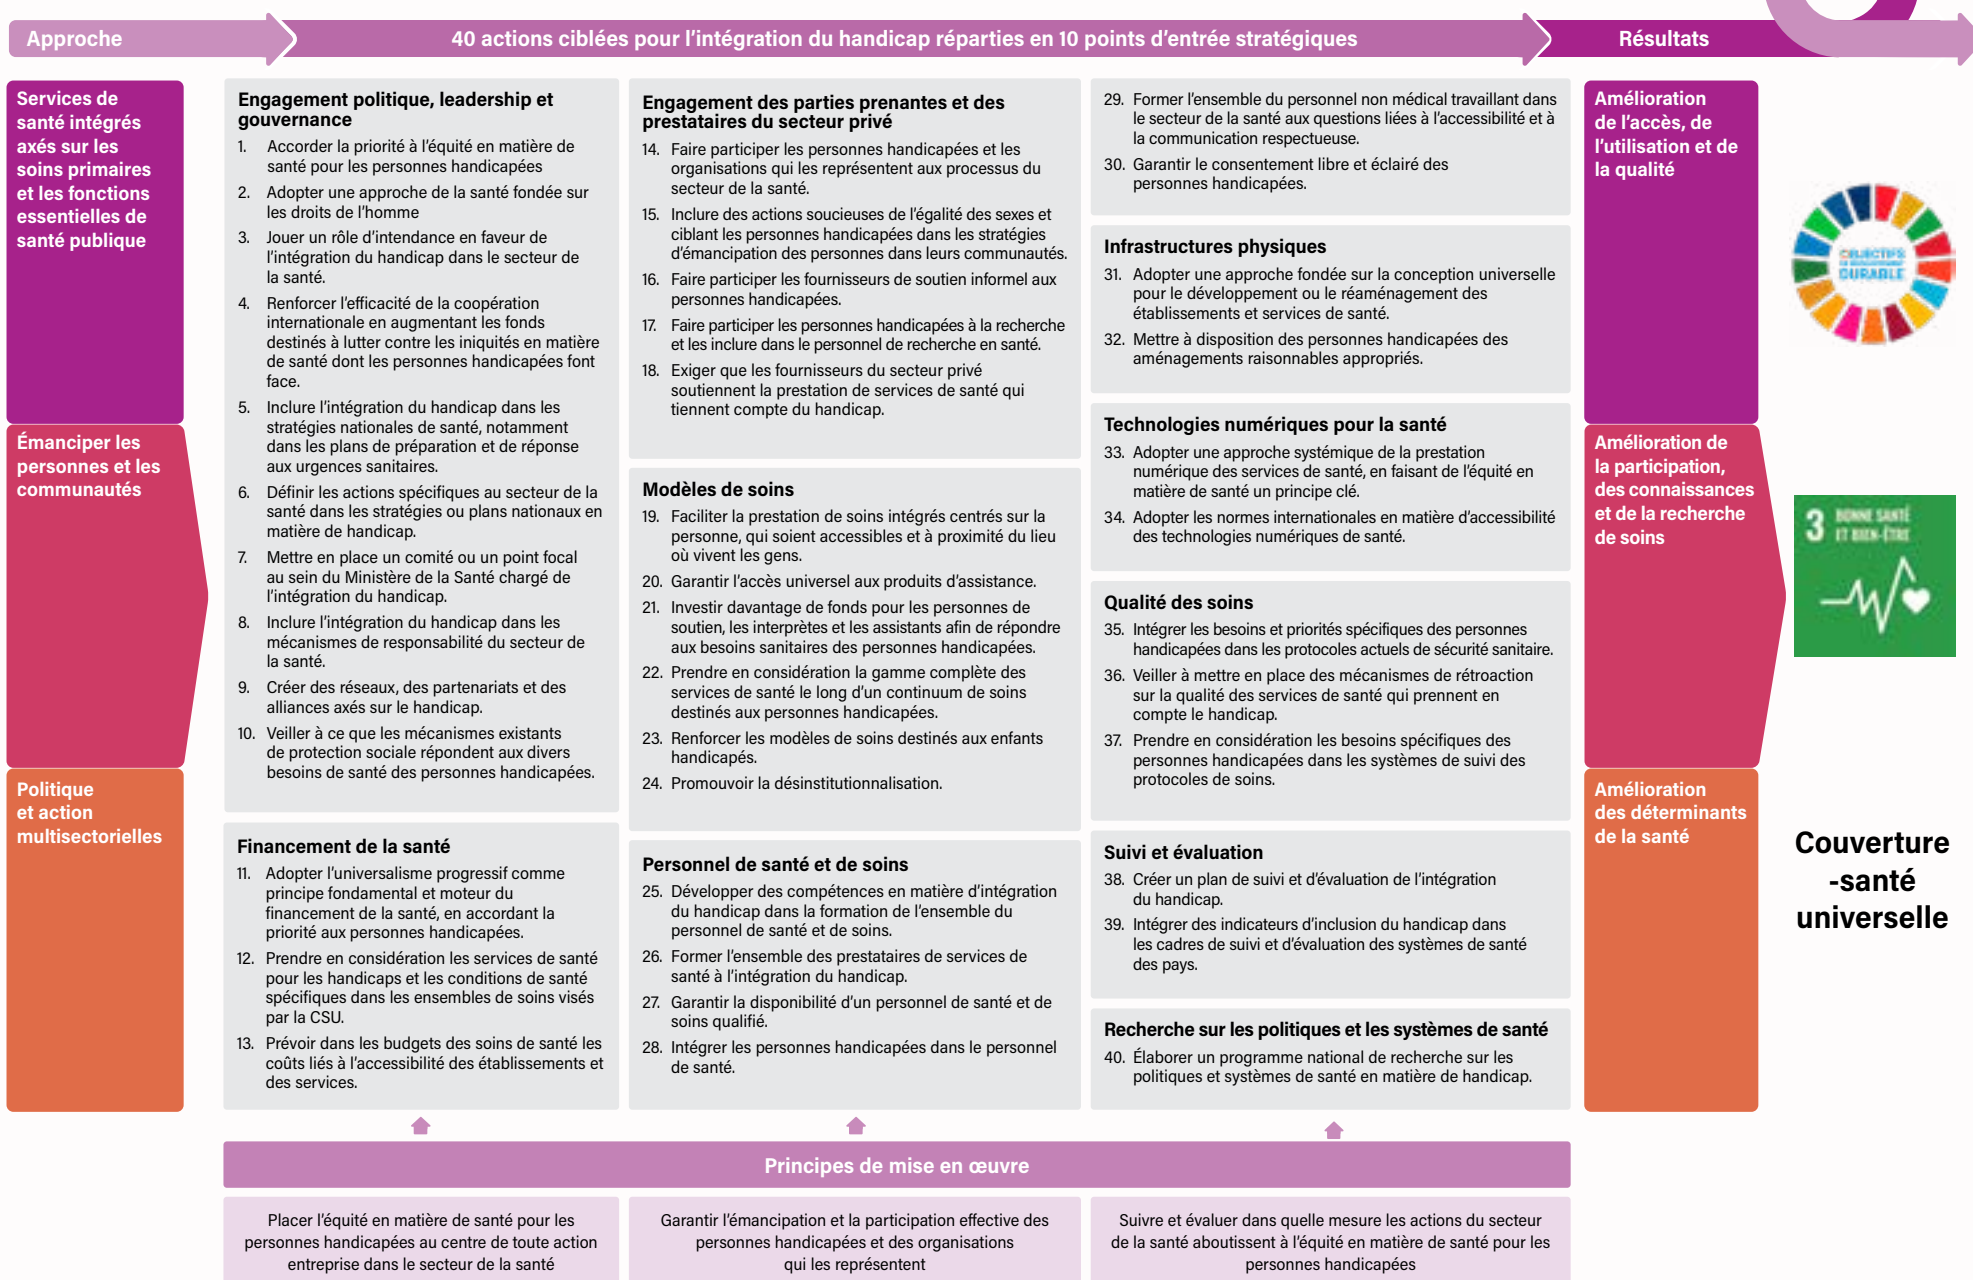 Approche
40 actions ciblées pour l’intégration du handicap réparties en 10 points d’entrée stratégiques
Résultats
Services de
santé intégrés
axés sur les
soins primaires
et les fonctions
essentielles de
santé publique
Émanciper les
personnes et les
communautés
Politique
et action
multisectorielles
Engagement politique, leadership et
gouvernance
1. Accorder la priorité à l’équité en matière de
santé pour les personnes handicapées
2. Adopter une approche de la santé fondée sur
les droits de l’homme
3. Jouer un rôle d’intendance en faveur de
l’intégration du handicap dans le secteur de
la santé.
4. Renforcer l’efficacité de la coopération
internationale en augmentant les fonds
destinés à lutter contre les iniquités en matière
de santé dont les personnes handicapées font
face.
5. Inclure l’intégration du handicap dans les
stratégies nationales de santé, notamment
dans les plans de préparation et de réponse
aux urgences sanitaires.
6. Définir les actions spécifiques au secteur de la
santé dans les stratégies ou plans nationaux en
matière de handicap.
7. Mettre en place un comité ou un point focal
au sein du Ministère de la Santé chargé de
l’intégration du handicap.
8. Inclure l’intégration du handicap dans les
mécanismes de responsabilité du secteur de
la santé.
9. Créer des réseaux, des partenariats et des
alliances axés sur le handicap.
10. Veiller à ce que les mécanismes existants
de protection sociale répondent aux divers
besoins de santé des personnes handicapées.
Financement de la santé
11. Adopter l’universalisme progressif comme
principe fondamental et moteur du
financement de la santé, en accordant la
priorité aux personnes handicapées.
12. Prendre en considération les services de santé
pour les handicaps et les conditions de santé
spécifiques dans les ensembles de soins visés
par la CSU.
13. Prévoir dans les budgets des soins de santé les
coûts liés à l’accessibilité des établissements et
des services.
Engagement des parties prenantes et des
prestataires du secteur privé
14. Faire participer les personnes handicapées et les
organisations qui les représentent aux processus du
secteur de la santé.
15. Inclure des actions soucieuses de l’égalité des sexes et
ciblant les personnes handicapées dans les stratégies
d’émancipation des personnes dans leurs communautés.
16. Faire participer les fournisseurs de soutien informel aux
personnes handicapées.
17. Faire participer les personnes handicapées à la recherche
et les inclure dans le personnel de recherche en santé.
18. Exiger que les fournisseurs du secteur privé
soutiennent la prestation de services de santé qui
tiennent compte du handicap.
Modèles de soins
19. Faciliter la prestation de soins intégrés centrés sur la
personne, qui soient accessibles et à proximité du lieu
où vivent les gens.
20. Garantir l’accès universel aux produits d’assistance.
21. Investir davantage de fonds pour les personnes de
soutien, les interprètes et les assistants afin de répondre
aux besoins sanitaires des personnes handicapées.
22. Prendre en considération la gamme complète des
services de santé le long d’un continuum de soins
destinés aux personnes handicapées.
23. Renforcer les modèles de soins destinés aux enfants
handicapés.
24. Promouvoir la désinstitutionnalisation.
Personnel de santé et de soins
25. Développer des compétences en matière d’intégration
du handicap dans la formation de l’ensemble du
personnel de santé et de soins.
26. Former l’ensemble des prestataires de services de
santé à l’intégration du handicap.
27. Garantir la disponibilité d’un personnel de santé et de
soins qualifié.
28. Intégrer les personnes handicapées dans le personnel
de santé.
29. Former l’ensemble du personnel non médical travaillant dans
le secteur de la santé aux questions liées à l’accessibilité et à
la communication respectueuse.
30. Garantir le consentement libre et éclairé des
personnes handicapées.
Infrastructures physiques
31. Adopter une approche fondée sur la conception universelle
pour le développement ou le réaménagement des
établissements et services de santé.
32. Mettre à disposition des personnes handicapées des
aménagements raisonnables appropriés.
Technologies numériques pour la santé
33. Adopter une approche systémique de la prestation
numérique des services de santé, en faisant de l’équité en
matière de santé un principe clé.
34. Adopter les normes internationales en matière d’accessibilité
des technologies numériques de santé.
Qualité des soins
35. Intégrer les besoins et priorités spécifiques des personnes
handicapées dans les protocoles actuels de sécurité sanitaire.
36. Veiller à mettre en place des mécanismes de rétroaction
sur la qualité des services de santé qui prennent en
compte le handicap.
37. Prendre en considération les besoins spécifiques des
personnes handicapées dans les systèmes de suivi des
protocoles de soins.
Suivi et évaluation
38. Créer un plan de suivi et d’évaluation de l’intégration
du handicap.
39. Intégrer des indicateurs d’inclusion du handicap dans
les cadres de suivi et d’évaluation des systèmes de santé
des pays.
Recherche sur les politiques et les systèmes de santé
40. Élaborer un programme national de recherche sur les
politiques et systèmes de santé en matière de handicap.
Amélioration
de l’accès, de
l’utilisation et de
la qualité
Amélioration de
la participation,
des connaissances
et de la recherche
de soins
Amélioration
des déterminants
de la santé
OBJECTIFS
DE DÉVELOPPEMENT
DURABLE
3 BONNE SANTÉ
ET BIEN-ÊTRE
Couverture
-santé
universelle
Principes de mise en œuvre
Placer l’équité en matière de santé pour les
personnes handicapées au centre de toute action
entreprise dans le secteur de la santé
Garantir l’émancipation et la participation effective des
personnes handicapées et des organisations
qui les représentent
Suivre et évaluer dans quelle mesure les actions du secteur
de la santé aboutissent à l’équité en matière de santé pour les
personnes handicapées